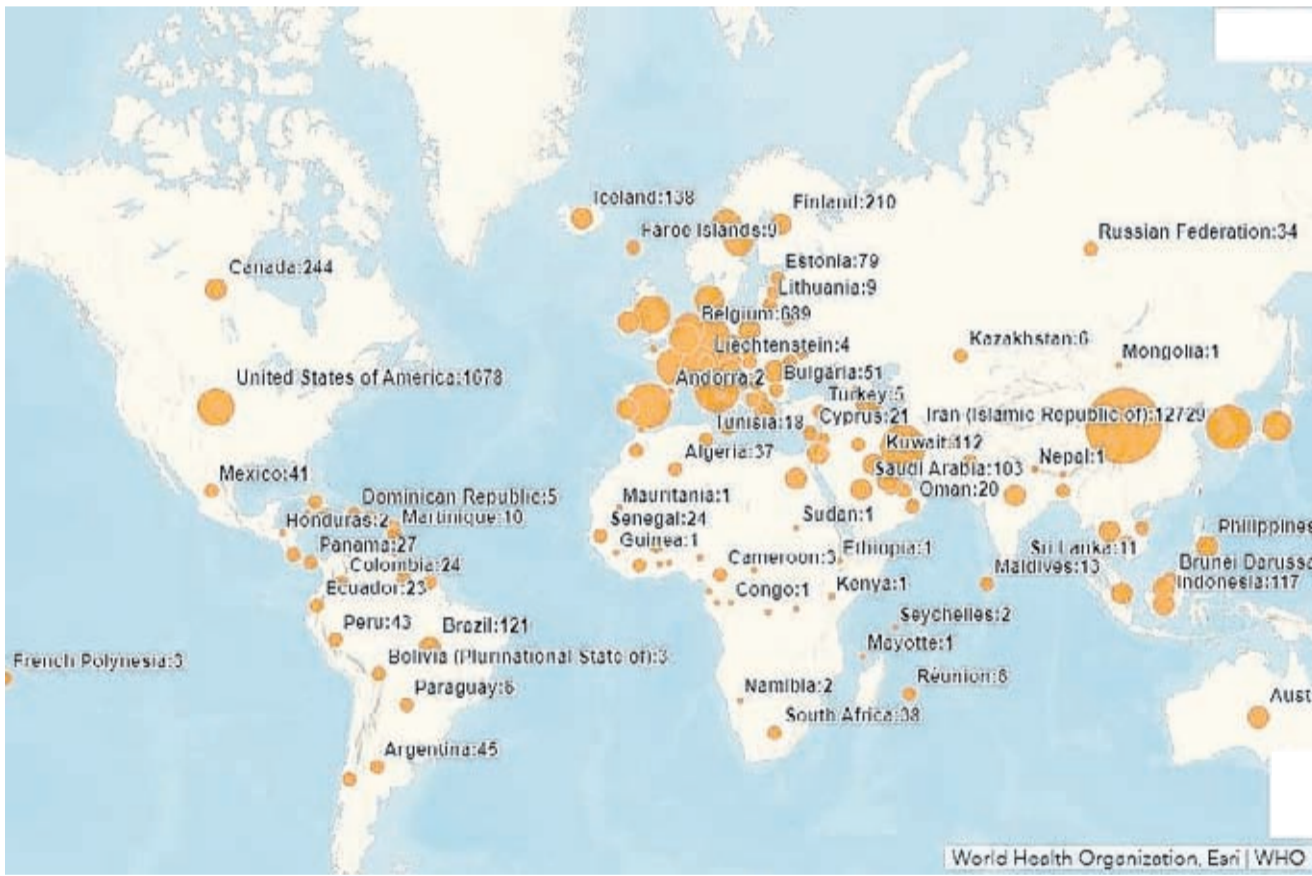 Iceland:138
Finland:210
Faroe Islands:9
Russian Federation:34
Canada:244
Estonia:79
Lithuania:9
Belgium:689
Kazakhstan:6
Liechtenstein:4
Mongolia:1
United States of America:1678
Andorra:2
Bulgaria:51
Turkey:5
Tunisia:18
Cyprus:21
Iran (Islamic Republic of):12729
Kuwait:112
Algeria:37
Nepal:1
Mexico:41
Saudi Arabia:103
Oman:20
Dominican Republic:5
Mauritania:1
Honduras:2
Martinique:10
Senegal:24
Sudan:1
Philippines
Guinea:1
Panama:27
Cameroon:3
Ethiopia:1
Sri Lanka:11
Colombia:24
Maldives:13
Brunei Darussa
Ecuador:23
Congo:1
Kenya:1
Indonesia:117
Seychelles:2
Peru:43
Brazil:121
Mayotte:1
French Polynesia:3
Bolivia (Plurinational State of):3
Réunion:6
Paraguay:6
Namibia:2
Aust
South Africa:38
Argentina:45
World Health Organization, Esri | WHO